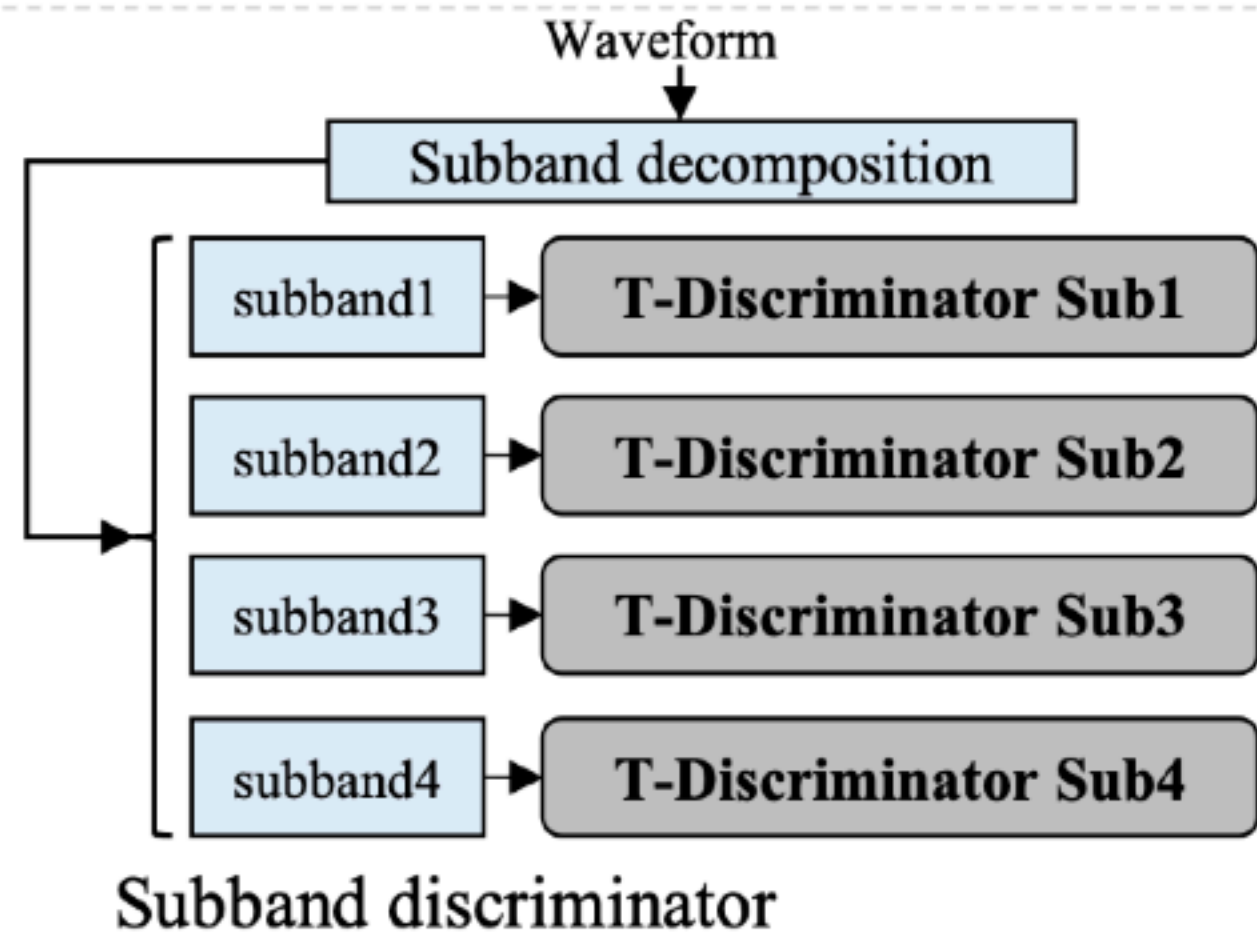 Waveform
Subband decomposition
subband1
T-Discriminator Sub1
subband2
T-Discriminator Sub2
subband3
T-Discriminator Sub3
subband4
T-Discriminator Sub4
Subband discriminator